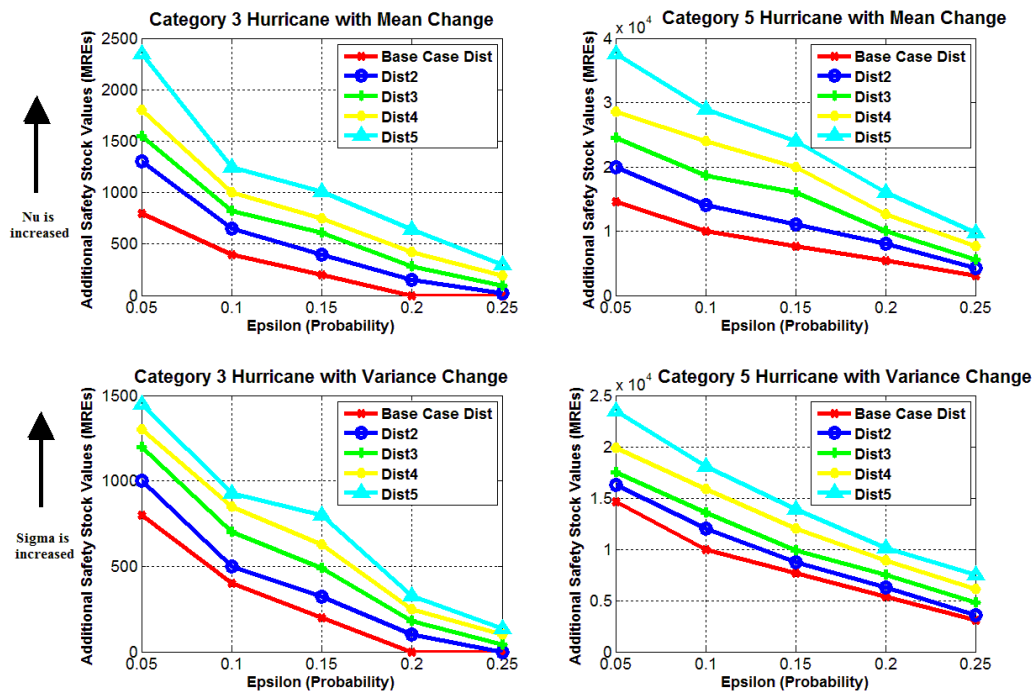 Category 3 Hurricane with Mean Change
Additional Safety Stock Values (MREs)
2500
2000
1500
1000
500
0
0.05 0.1 0.15 0.2 0.25
Epsilon (Probability)
Base Case Dist
Dist2
Dist3
Dist4
Dist5
Nu is
increased
Category 5 Hurricane with Mean Change
x 10^4
Additional Safety Stock Values (MREs)
4
3
2
1
0
0.05 0.1 0.15 0.2 0.25
Epsilon (Probability)
Base Case Dist
Dist2
Dist3
Dist4
Dist5
Category 3 Hurricane with Variance Change
Additional Safety Stock Values (MREs)
1500
1000
500
0
0.05 0.1 0.15 0.2 0.25
Epsilon (Probability)
Base Case Dist
Dist2
Dist3
Dist4
Dist5
Sigma is
increased
Category 5 Hurricane with Variance Change
x 10^4
Additional Safety Stock Values (MREs)
2.5
2
1.5
1
0.5
0
0.05 0.1 0.15 0.2 0.25
Epsilon (Probability)
Base Case Dist
Dist2
Dist3
Dist4
Dist5